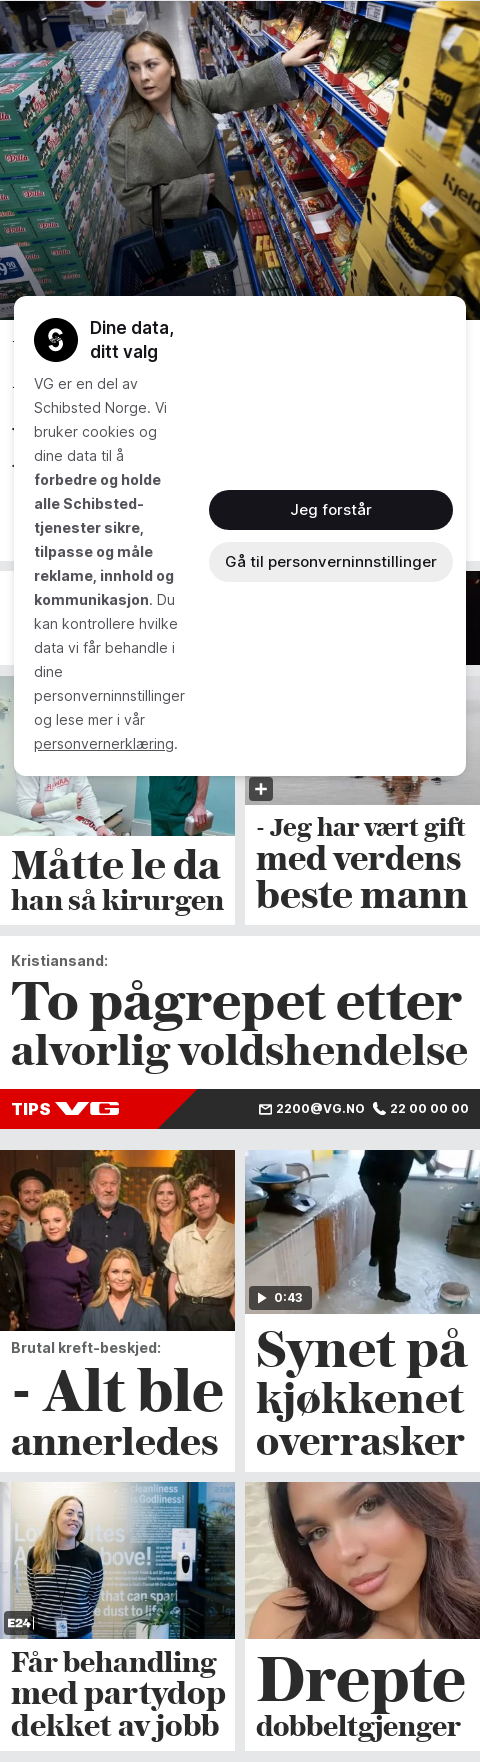 Dine data,
ditt valg
VG er en del av
Schibsted Norge. Vi
bruker cookies og
dine data til å
forbedre og holde
alle Schibsted-
tjenester sikre,
tilpasse og måle
reklame, innhold og
kommunikasjon. Du
kan kontrollere hvilke
data vi får behandle i
dine
personverninnstillinger
og lese mer i vår
personvernerklæring.
Jeg forstår
Gå til personverninnstillinger
Måtte le da
han så kirurgen
- Jeg har vært gift
med verdens
beste mann
Kristiansand:
To pågrepet etter
alvorlig voldshendelse
TIPS VG
2200@VG.NO 22 00 00 00
Brutal kreft-beskjed:
- Alt ble
annerledes
0:43
Synet på
kjøkkenet
overrasker
E24
Får behandling
med partydop
dekket av jobb
Drepte
dobbeltgjenger